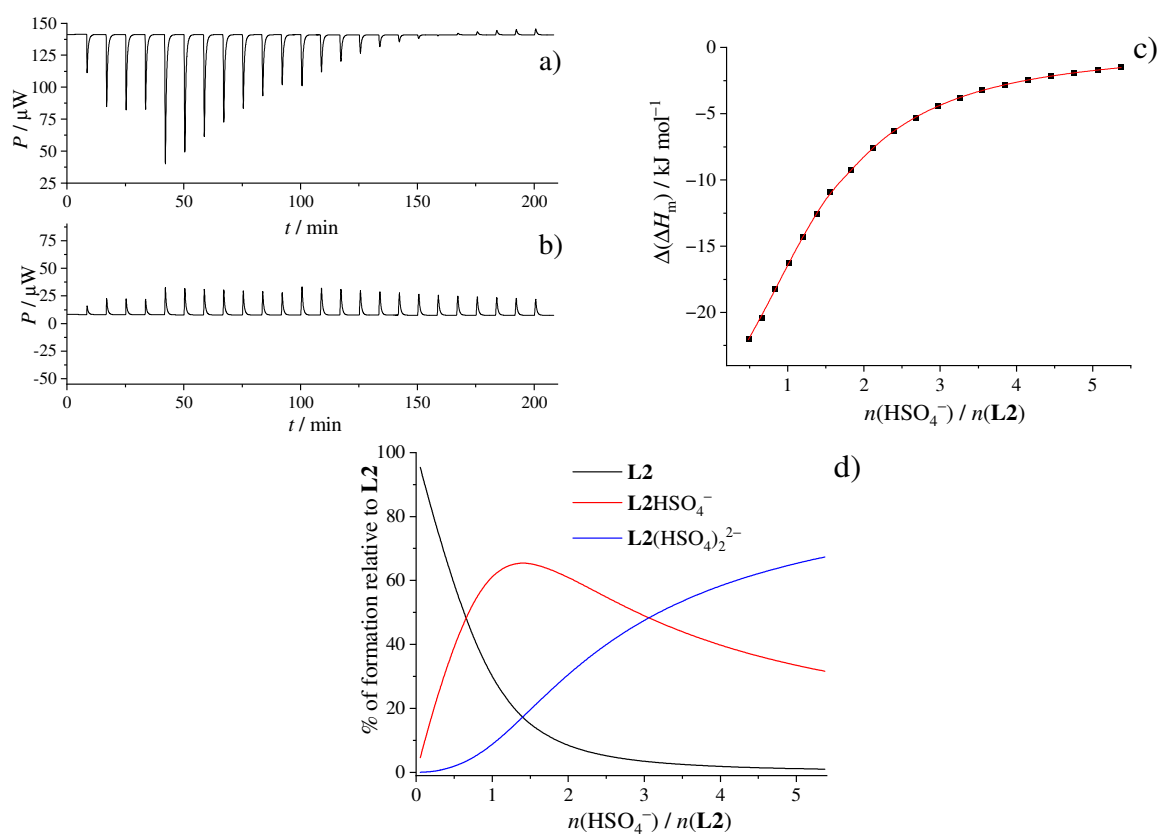 150
125
100
75
50
25
P / μW
0
50
100
150
200
t / min
a)
75
50
25
0
-25
-50
P / μW
0
50
100
150
200
t / min
b)
0
−5
−10
−15
−20
Δ(ΔHₘ) / kJ mol⁻¹
1
2
3
4
5
n(HSO₄⁻) / n(L2)
c)
100
80
60
40
20
0
% of formation relative to L2
L2
L2HSO₄⁻
L2(HSO₄)₂²⁻
d)
0
1
2
3
4
5
n(HSO₄⁻) / n(L2)